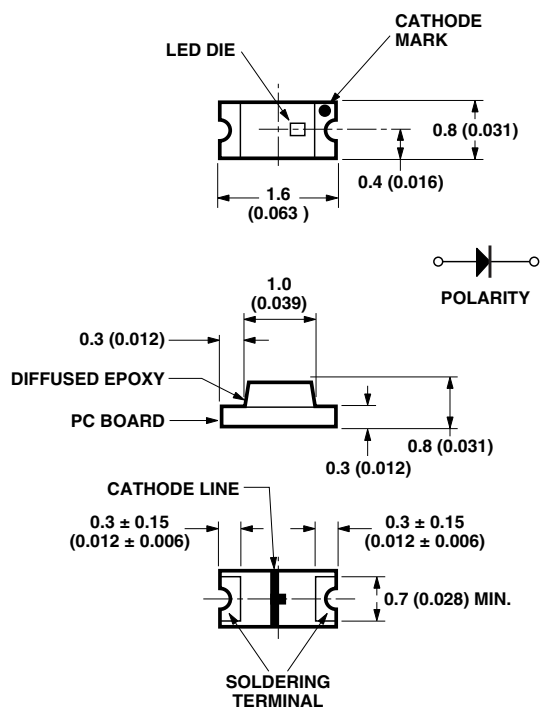 CATHODE
MARK
LED DIE
0.8 (0.031)
0.4 (0.016)
1.6
(0.063 )
POLARITY
1.0
(0.039)
0.3 (0.012)
DIFFUSED EPOXY
PC BOARD
0.8 (0.031)
0.3 (0.012)
CATHODE LINE
0.3 ± 0.15
(0.012 ± 0.006)
0.3 ± 0.15
(0.012 ± 0.006)
0.7 (0.028) MIN.
SOLDERING
TERMINAL